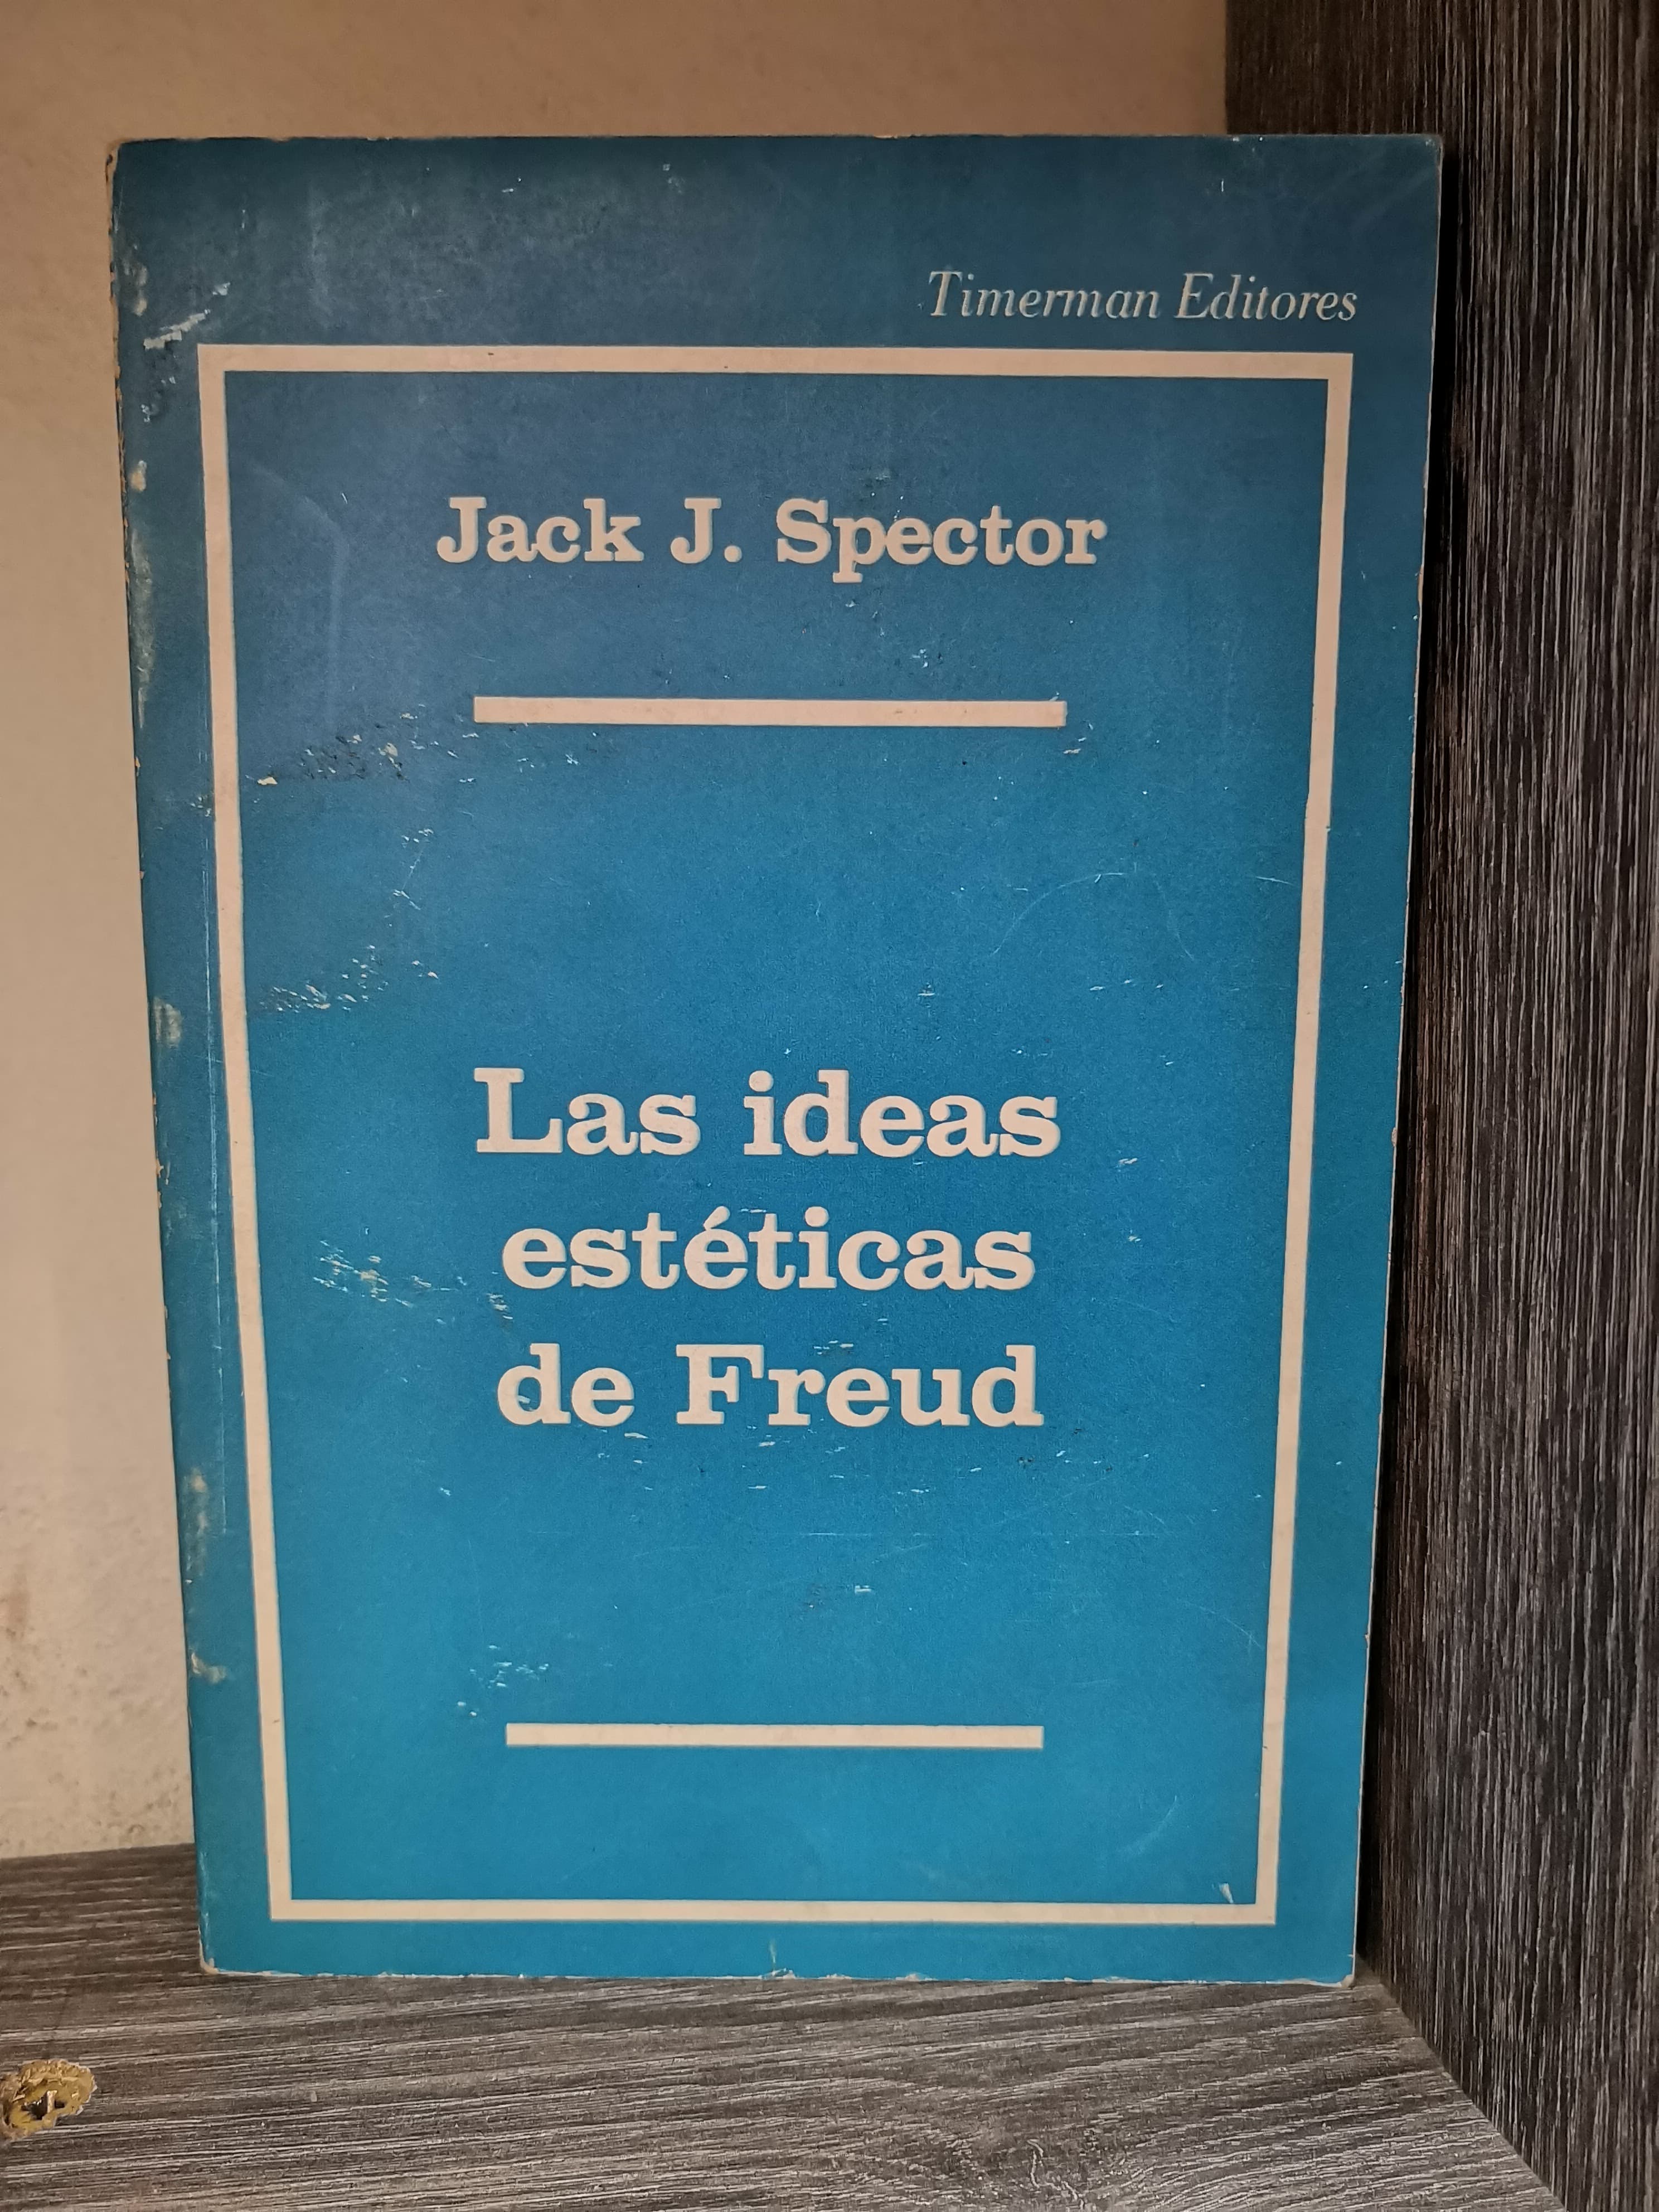 Timerman Editores
Jack J. Spector
Las ideas
estéticas
de Freud